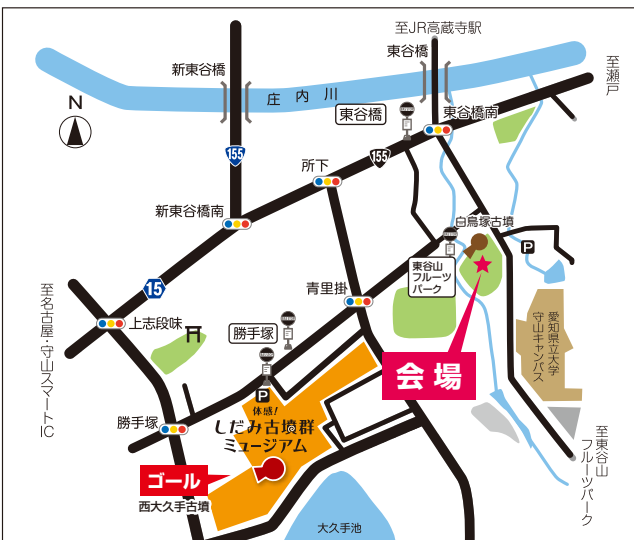 至JR高蔵寺駅
東谷橋
新東谷橋
至瀬戸
N
庄内川
東谷橋
東谷橋南
155
155
所下
新東谷橋南
白鳥塚古墳
P
東谷山
フルーツ
パーク
15
青里掛
至名古屋・守山スマートIC
上志段味
勝手塚
愛知県立大学
守山キャンパス
会場
P
体感!
しだみ古墳群
ミュージアム
勝手塚
ゴール
西大久手古墳
至東谷山
フルーツパーク
大久手池